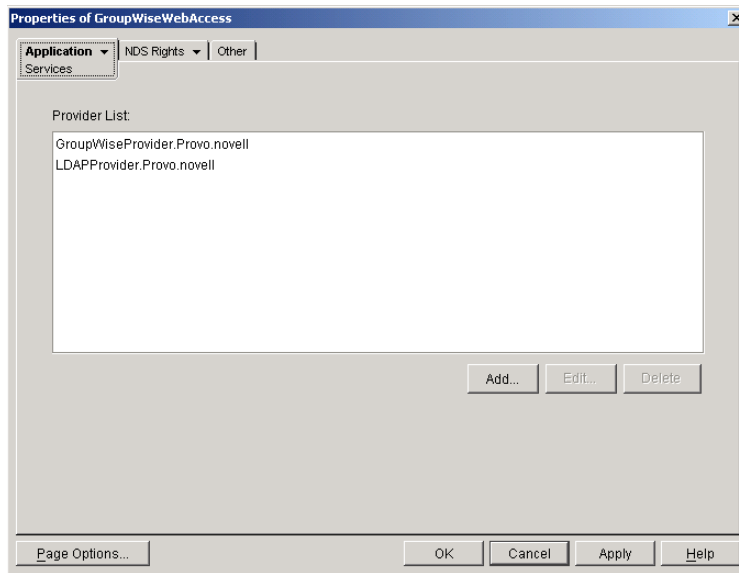 Properties of GroupWiseWebAccess
Application NDS Rights Other
Services
Provider List:
GroupWiseProvider.Provo.novell
LDAPProvider.Provo.novell
Add... Edit... Delete
Page Options... OK Cancel Apply Help